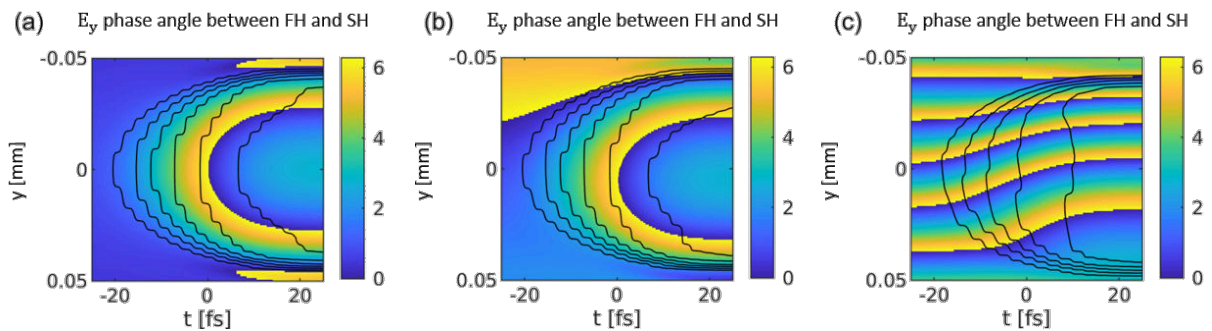 (a) E_y phase angle between FH and SH
-0.05
0
0.05
y [mm]
-20 0 20
t [fs]
6
4
2
0
(b) E_y phase angle between FH and SH
-0.05
0
0.05
y [mm]
-20 0 20
t [fs]
6
4
2
0
(c) E_y phase angle between FH and SH
-0.05
0
0.05
y [mm]
-20 0 20
t [fs]
6
4
2
0